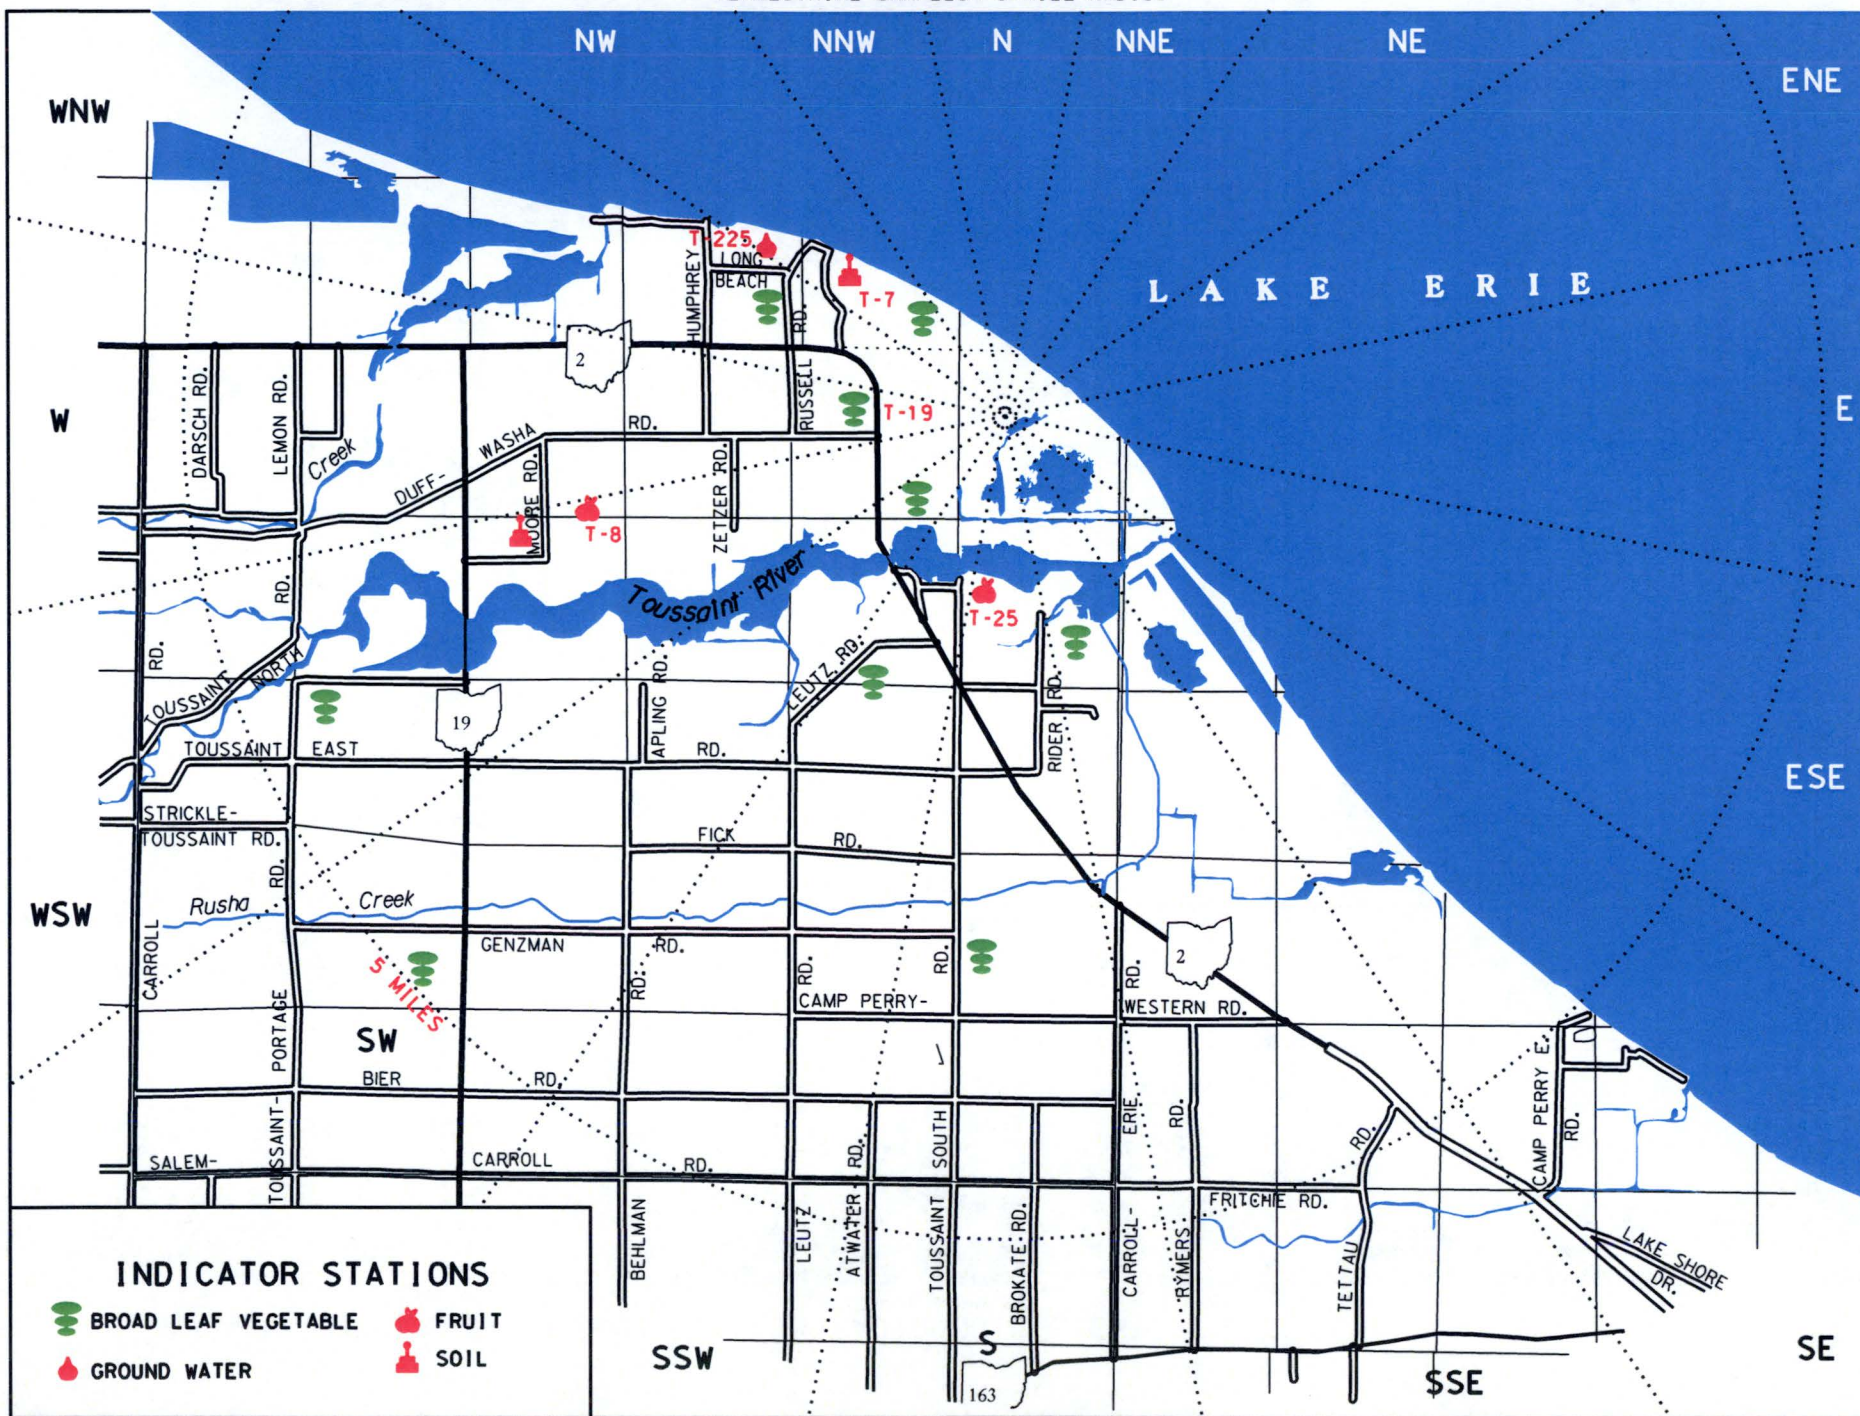 NW
NNW
N
NNE
NE
ENE
WNW
T-225
LONG
BEACH
HUMPHREY
RD.
T-7
LAKE ERIE
2
DARSCH RD.
LEMON RD.
RUSSELL
W
E
T-19
RD.
WASHA
DUFF-
Creek
MOORE RD.
ZETZER RD.
T-8
Toussaint River
T-25
RD.
RD.
TOUSSAINT
NORTH
LEUTZ RD.
APLING RD.
RIDER RD.
19
TOUSSAINT EAST RD.
ESE
STRICKLE-
TOUSSAINT RD.
FICK RD.
RD.
WSW
Rusha Creek
CARROLL
GENZMAN RD.
2
5 MILES
RD.
RD.
RD.
RD.
CAMP PERRY-
WESTERN RD.
TOUSSAINT-
PORTAGE
SW
BIER RD.
CAMP PERRY E.
RD.
ERIE
RD.
RD.
SOUTH
RD.
SALEM-
CARROLL RD.
FRITCHIE RD.
BEHLMAN
LEUTZ
ATWATER
TOUSSAINT
BROKATE RD.
CARROLL-
RYMERS
TETTAU
LAKE SHORE
DR.
INDICATOR STATIONS
BROAD LEAF VEGETABLE
FRUIT
GROUND WATER
SOIL
SSW
S
163
SSE
SE